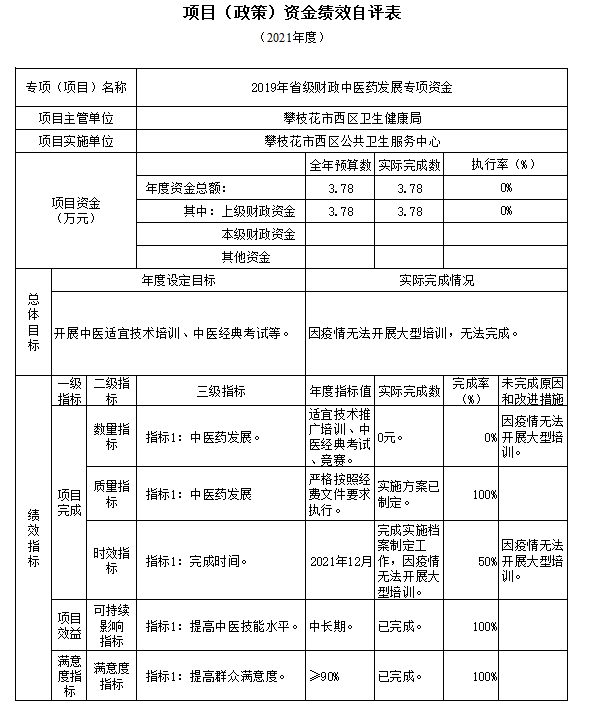 项目（政策）资金绩效自评表
（2021年度）
专项（项目）名称
2019年省级财政中医药发展专项资金
项目主管单位
攀枝花市西区卫生健康局
项目实施单位
攀枝花市西区公共卫生服务中心
项目资金
（万元）
全年预算数
实际完成数
执行率（%）
年度资金总额：
3.78
3.78
0%
其中：上级财政资金
3.78
3.78
0%
本级财政资金
其他资金
总
体
目
标
年度设定目标
实际完成情况
开展中医适宜技术培训、中医经典考试等。
因疫情无法开展大型培训，无法完成。
绩
效
指
标
一级
指标
二级指
标
三级指标
年度指标值
实际完成数
完成率
（%）
未完成原因
和改进措施
项目
完成
数量指
标
指标1：中医药发展。
适宜技术推
广培训、中
医经典考试
、竟赛。
0元。
0%
因疫情无法
开展大型培
训。
质量指
标
指标1：中医药发展
严格按照经
费文件要求
执行。
实施方案已
制定。
100%
时效指
标
指标1：完成时间。
2021年12月
完成实施档
案制定工
作，因疫情
无法开展大
型培训。
50%
因疫情无法
开展大型培
训。
项目
效益
可持续
影响
指标
指标1：提高中医技能水平。
中长期。
已完成。
100%
满意
度指
标
满意度
指标
指标1：提高群众满意度。
≥90%
已完成。
100%